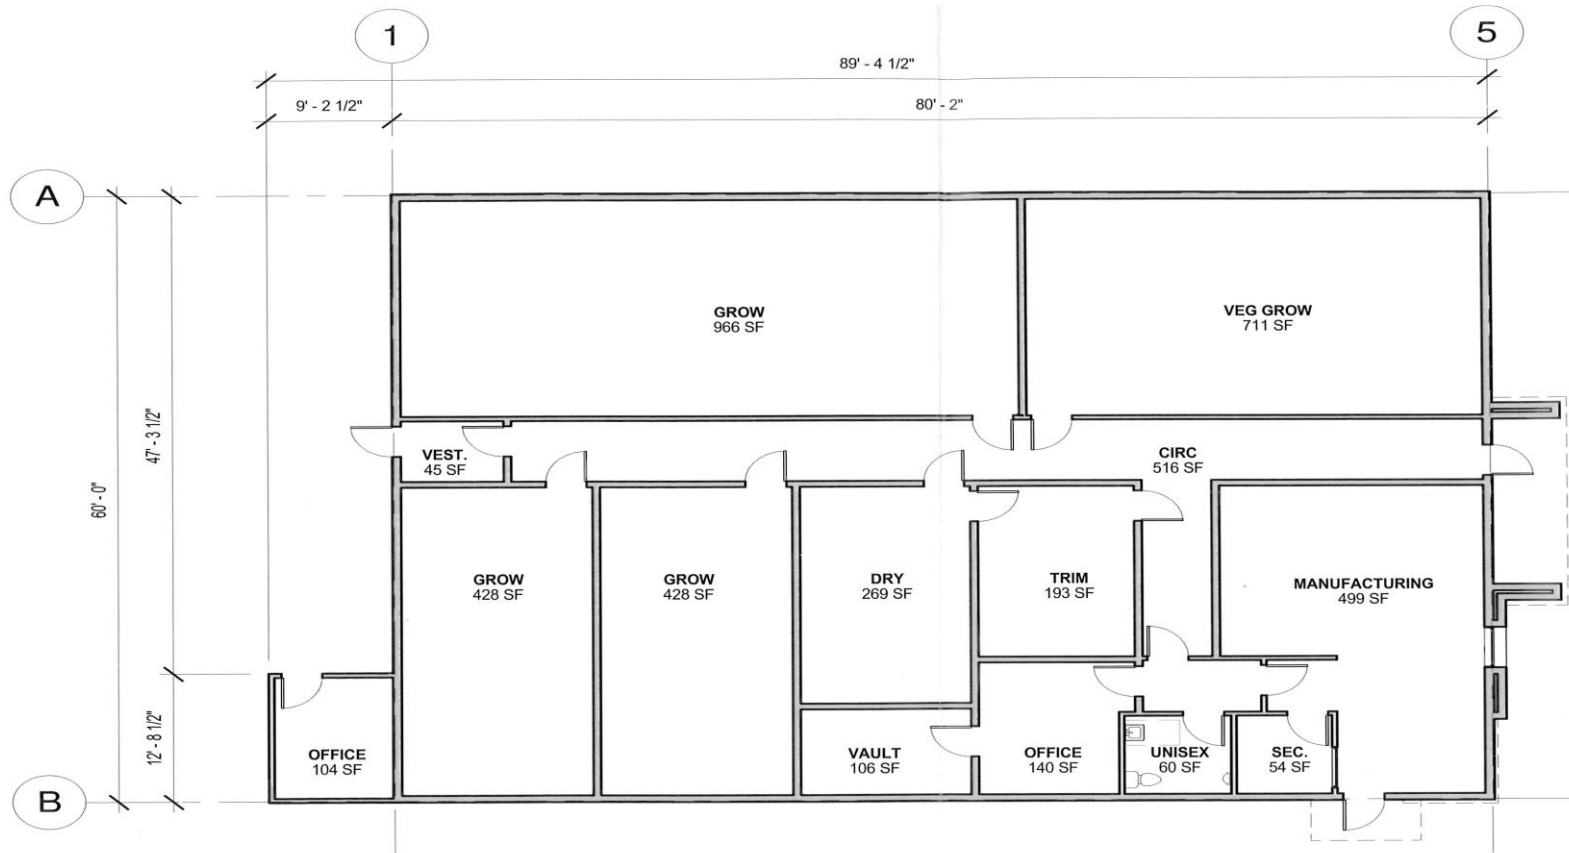 1
5
89' - 4 1/2"
9' - 2 1/2"
80' - 2"
A
GROW
966 SF
VEG GROW
711 SF
47' - 3 1/2"
60' - 0"
VEST.
45 SF
CIRC
516 SF
GROW
428 SF
GROW
428 SF
DRY
269 SF
TRIM
193 SF
MANUFACTURING
499 SF
12' - 8 1/2"
OFFICE
104 SF
VAULT
106 SF
OFFICE
140 SF
UNISEX
60 SF
SEC.
54 SF
B